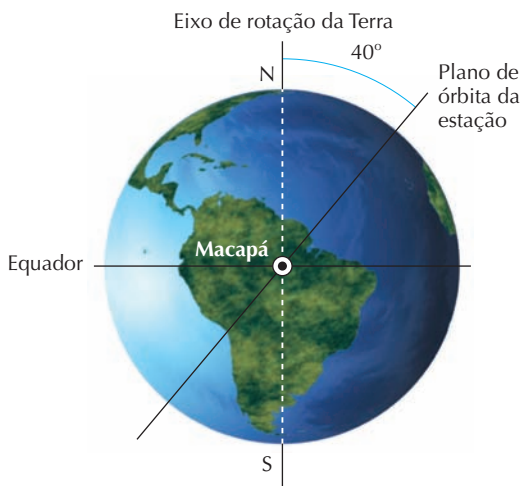 Eixo de rotação da Terra
40º
N
Plano de
órbita da
estação
Macapá
Equador
S